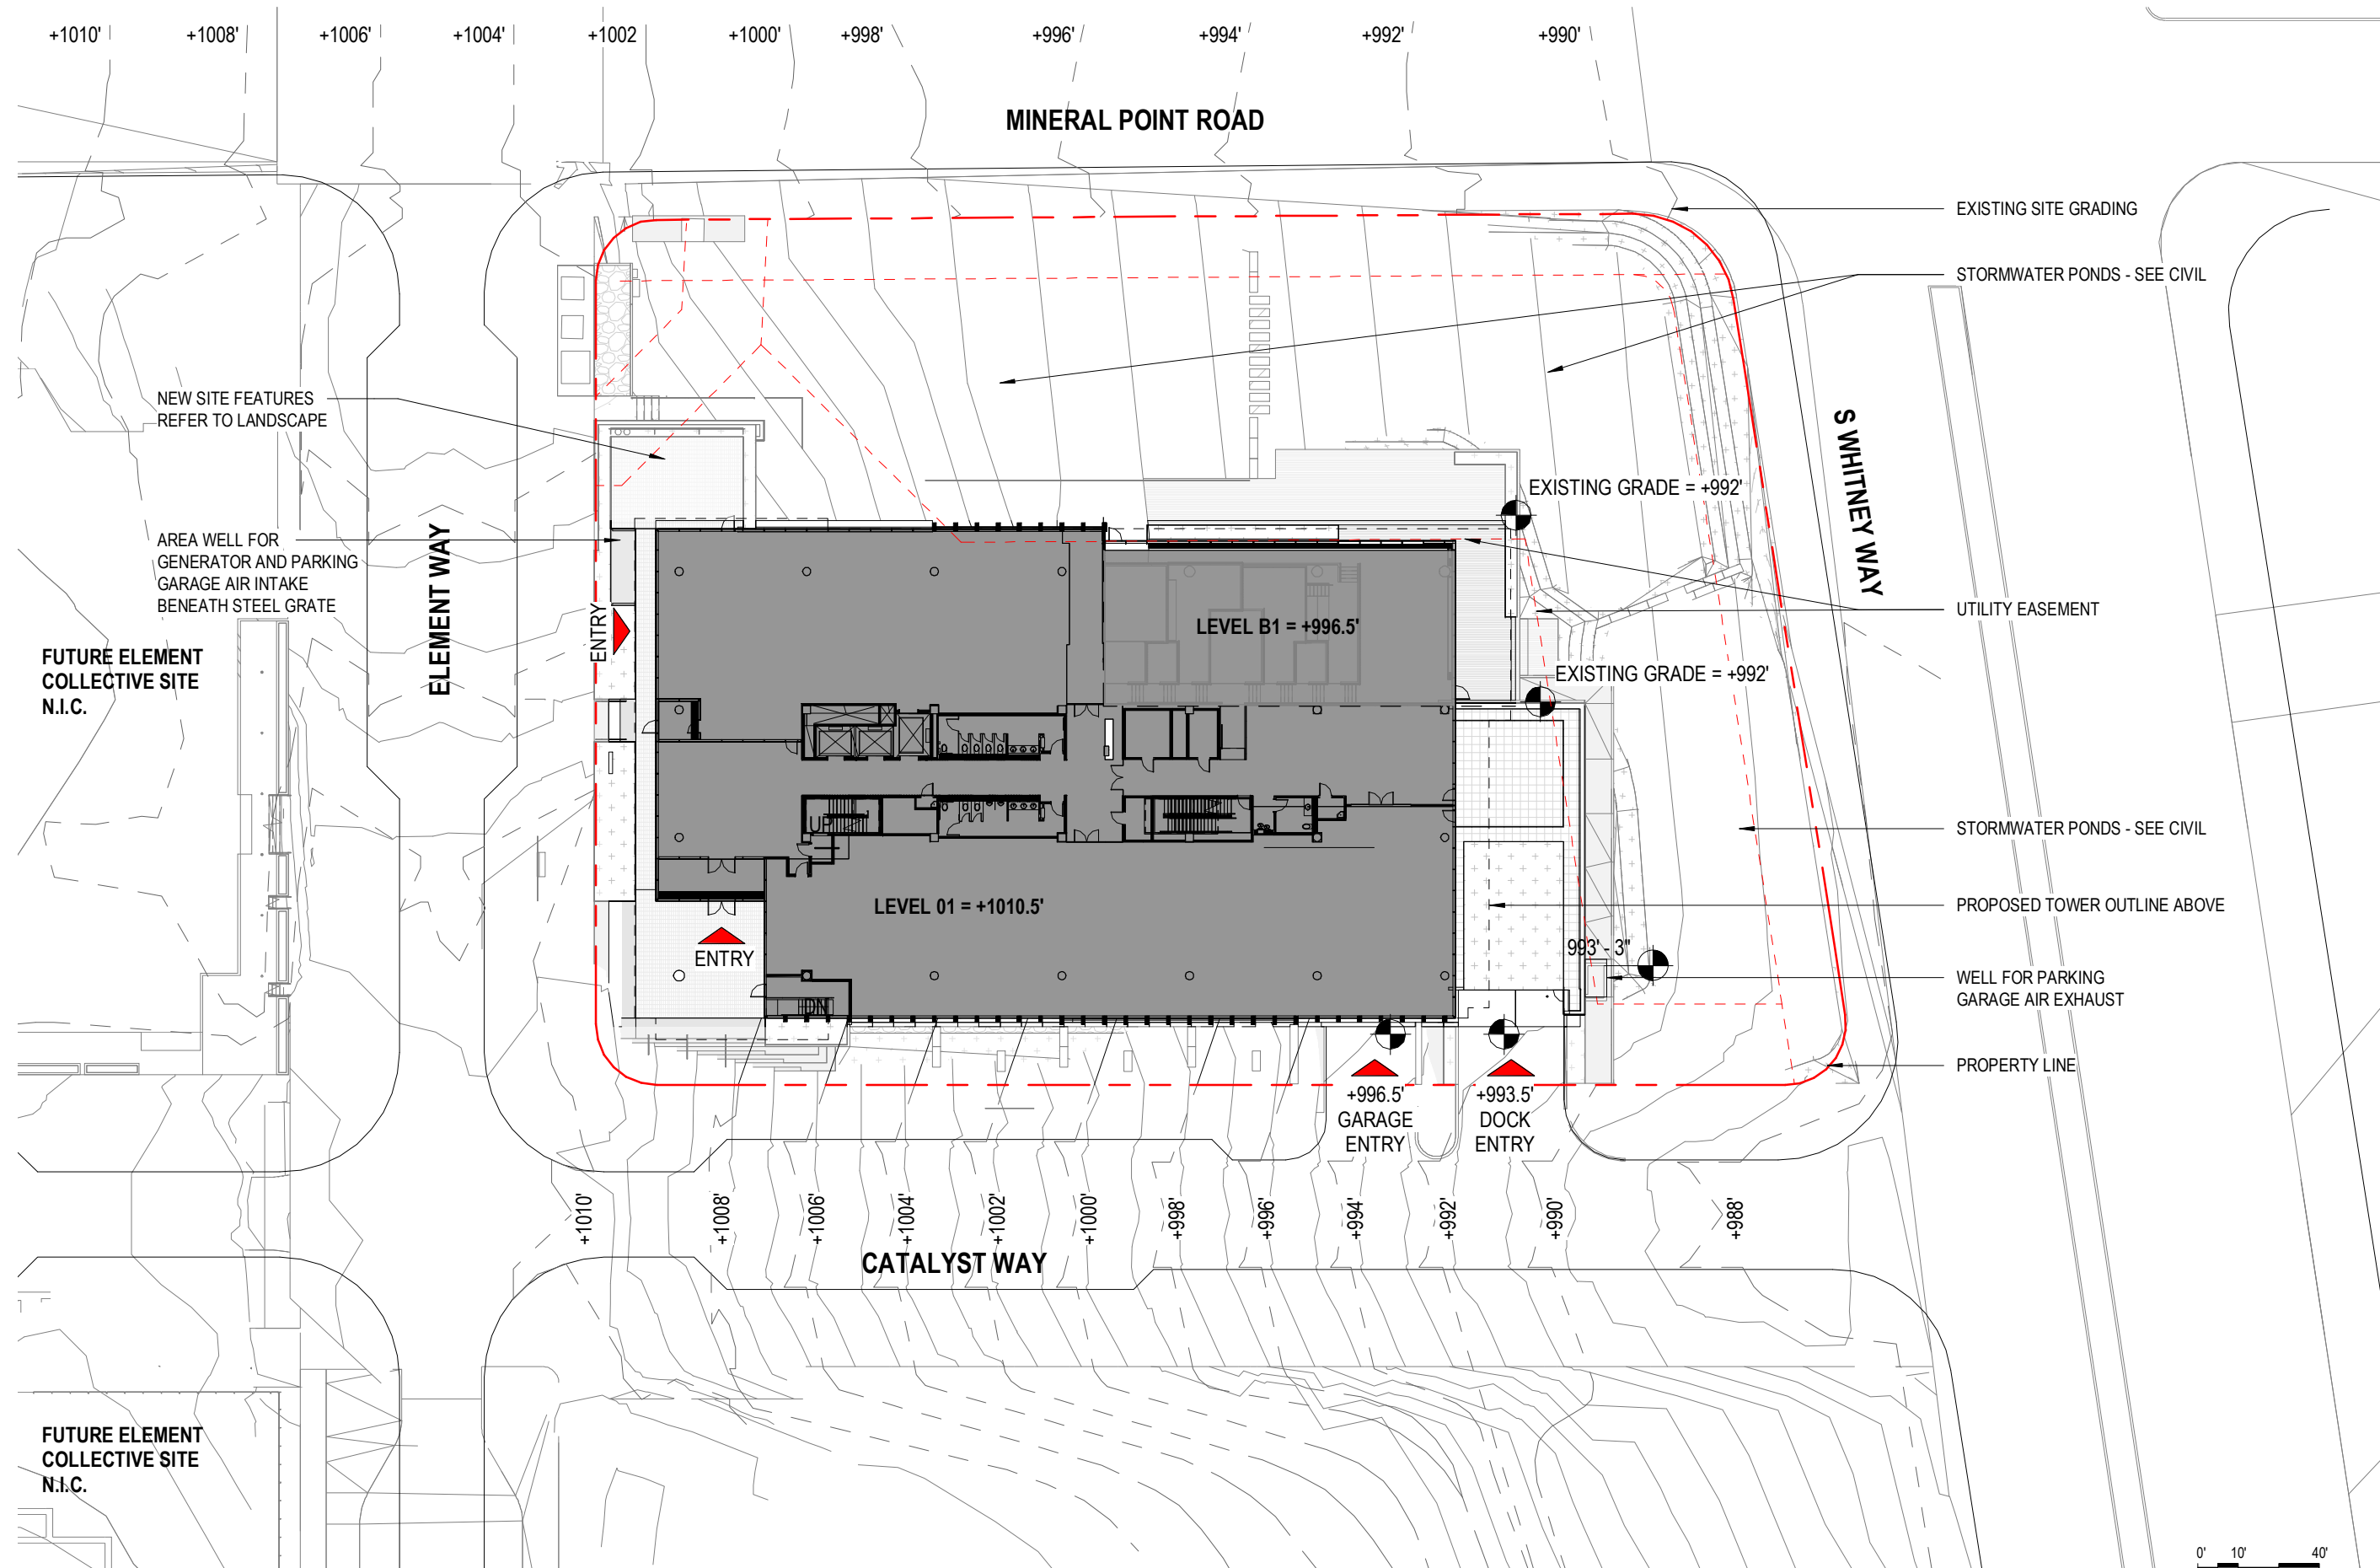 +1010'
+1008'
+1006'
+1004'
+1002
+1000'
+998'
+996'
+994'
+992'
+990'
MINERAL POINT ROAD
EXISTING SITE GRADING
STORMWATER PONDS - SEE CIVIL
NEW SITE FEATURES
REFER TO LANDSCAPE
S WHITNEY WAY
EXISTING GRADE = +992'
AREA WELL FOR
GENERATOR AND PARKING
GARAGE AIR INTAKE
BENEATH STEEL GRATE
ELEMENT WAY
ENTRY
LEVEL B1 = +996.5'
UTILITY EASEMENT
FUTURE ELEMENT
COLLECTIVE SITE
N.I.C.
EXISTING GRADE = +992'
UP
STORMWATER PONDS - SEE CIVIL
LEVEL 01 = +1010.5'
PROPOSED TOWER OUTLINE ABOVE
ENTRY
993' - 3"
WELL FOR PARKING
GARAGE AIR EXHAUST
DN
PROPERTY LINE
+996.5'
GARAGE
ENTRY
+993.5'
DOCK
ENTRY
+1010'
+1008'
+1006'
+1004'
+1002'
+1000'
+998'
+996'
+994'
+992'
+990'
+988'
CATALYST WAY
FUTURE ELEMENT
COLLECTIVE SITE
N.I.C.
0' 10' 40'